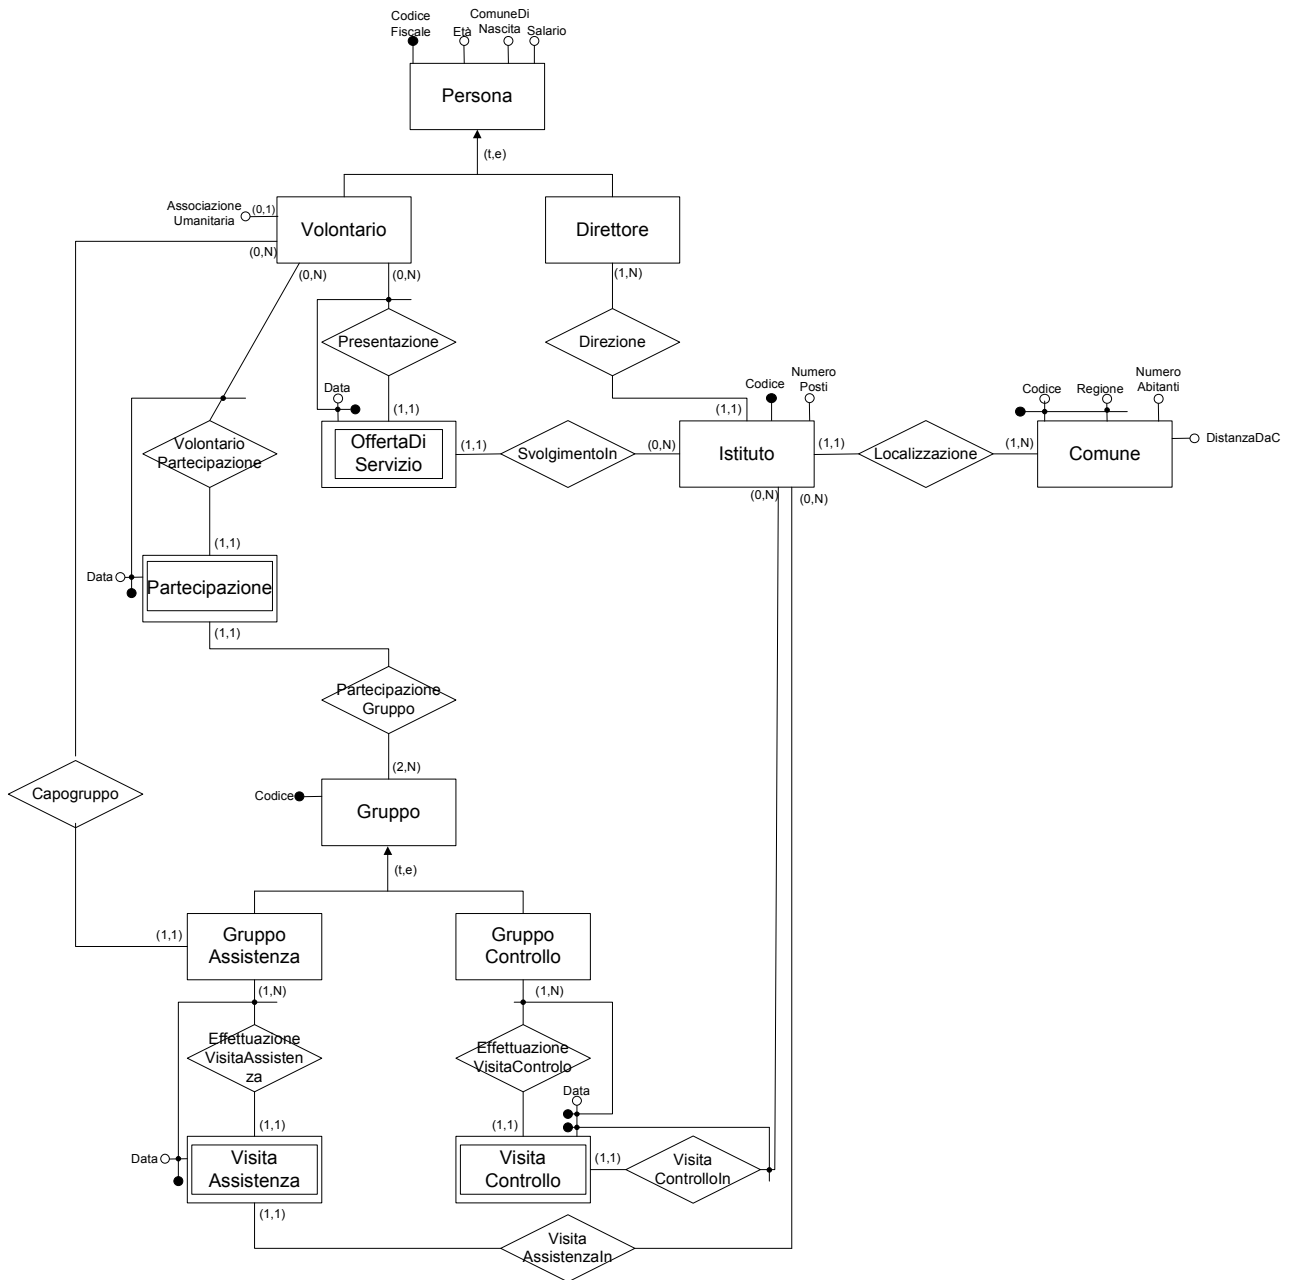 Codice
Fiscale
Età
ComuneDi
Nascita
Salario
Persona
(t,e)
Associazione
Umanitaria
(0,1)
Volontario
Direttore
(0,N)
(0,N)
(0,N)
(1,N)
Presentazione
Direzione
Data
Codice
Numero
Posti
Codice
Regione
Numero
Abitanti
(1,1)
(1,1)
Volontario
Partecipazione
OffertaDi
Servizio
(1,1)
SvolgimentoIn
(0,N)
Istituto
(1,1)
Localizzazione
(1,N)
Comune
DistanzaDaC
(0,N)
(0,N)
(1,1)
Data
Partecipazione
(1,1)
Partecipazione
Gruppo
(2,N)
Capogruppo
Codice
Gruppo
(t,e)
(1,1)
Gruppo
Assistenza
Gruppo
Controllo
(1,N)
(1,N)
Effettuazione
VisitaAssisten
za
Effettuazione
VisitaControlo
Data
(1,1)
(1,1)
Data
Visita
Assistenza
Visita
Controllo
(1,1)
Visita
ControlloIn
(1,1)
Visita
AssistenzaIn